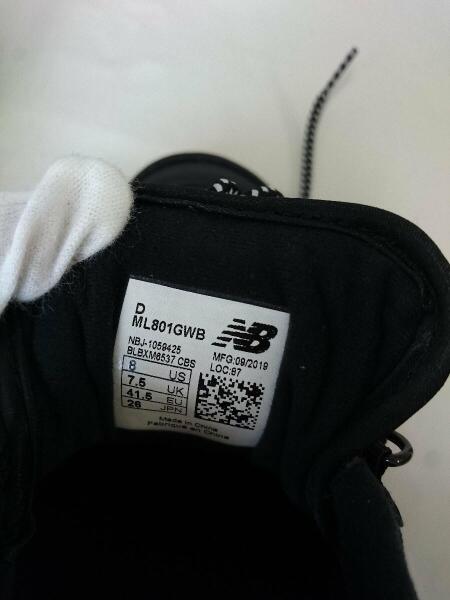 D
ML801GWB
NB
NBJ-1059425
MFG:09/2019
BLBXM6537 CBS
LOC:87
8 US
7.5 UK
41.5 EU
26 JPN
Made in China
Fabriqué en Chine